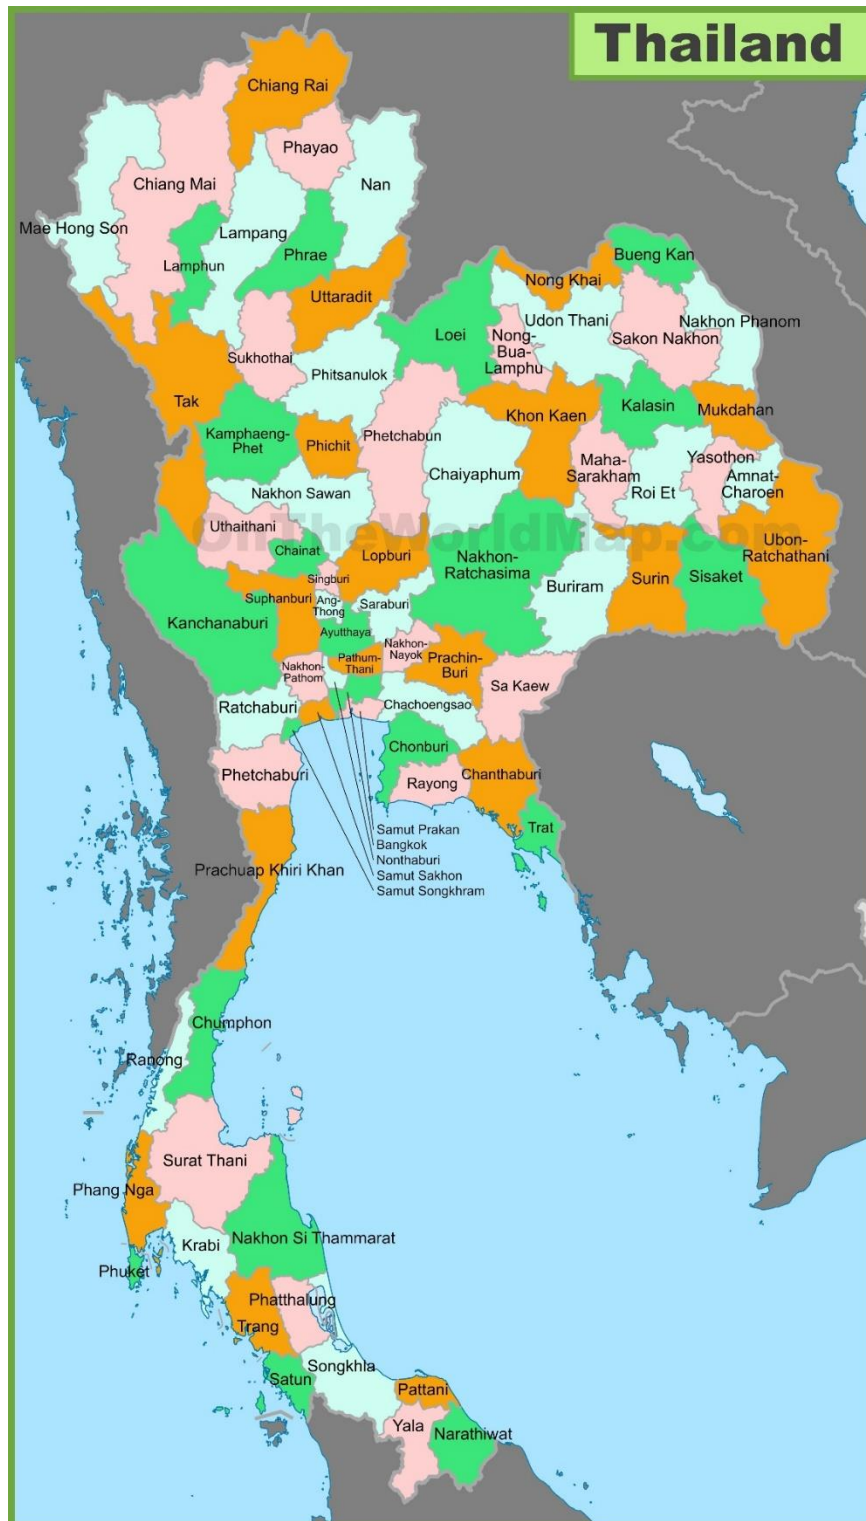 Thailand
Chiang Rai
Phayao
Nan
Chiang Mai
Mae Hong Son
Lampang
Lamphun
Phrae
Uttaradit
Bueng Kan
Nong Khai
Udon Thani
Nakhon Phanom
Loei
Nong-
Bua-
Lamphu
Sakon Nakhon
Sukhothai
Phitsanulok
Tak
Kamphaeng-
Phet
Phichit
Phetchabun
Khon Kaen
Kalasin
Mukdahan
Chaiyaphum
Maha-
Sarakham
Roi Et
Yasothon
Amnat-
Charoen
Nakhon Sawan
Uthaithani
OnTheWorldMap.com
Chainat
Lopburi
Nakhon-
Ratchasima
Ubon-
Ratchathani
Singburi
Suphanburi
Ang-
Thong
Saraburi
Buriram
Surin
Sisaket
Kanchanaburi
Ayutthaya
Nakhon-
Nayok
Pathum-
Thani
Prachin-
Buri
Nakhon-
Pathom
Sa Kaew
Ratchaburi
Chachoengsao
Chonburi
Phetchaburi
Rayong
Chanthaburi
Trat
Samut Prakan
Bangkok
Nonthaburi
Samut Sakhon
Samut Songkhram
Prachuap Khiri Khan
Chumphon
Ranong
Surat Thani
Phang Nga
Nakhon Si Thammarat
Krabi
Phuket
Phatthalung
Trang
Songkhla
Satun
Pattani
Yala
Narathiwat